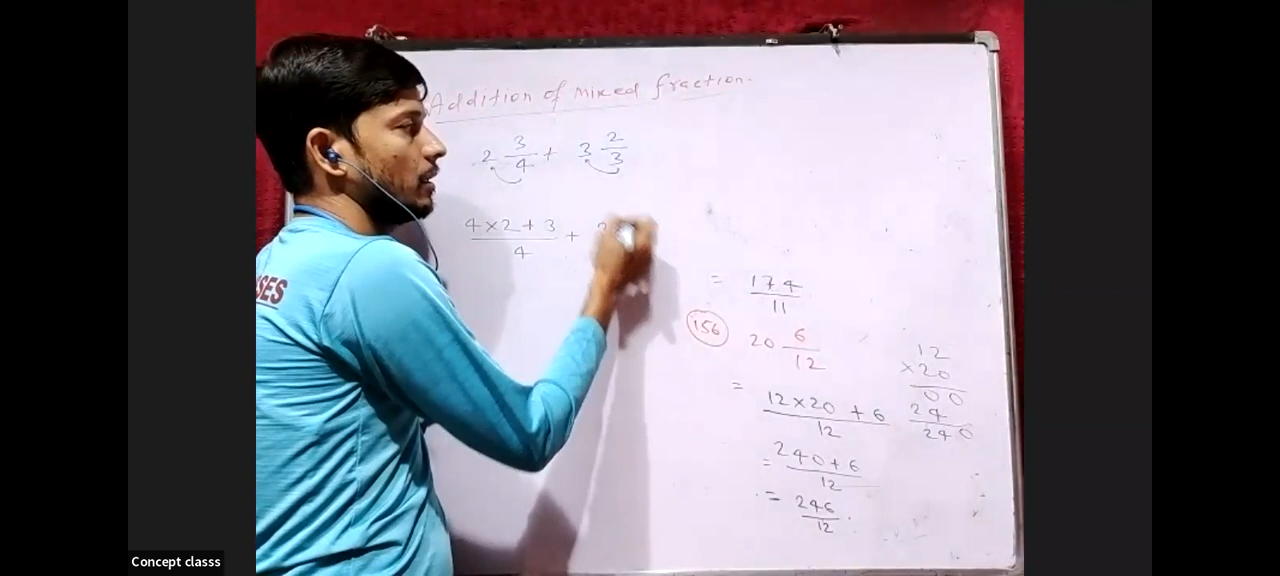 Addition of mixed fraction.
2 3/4 + 3 2/3
4×2+3/4 +
= 174/11
156 20 6/12
= 12×20+6/12
= 240+6/12
= 246/12.
12
×20
00
24
240
SES
Concept classs